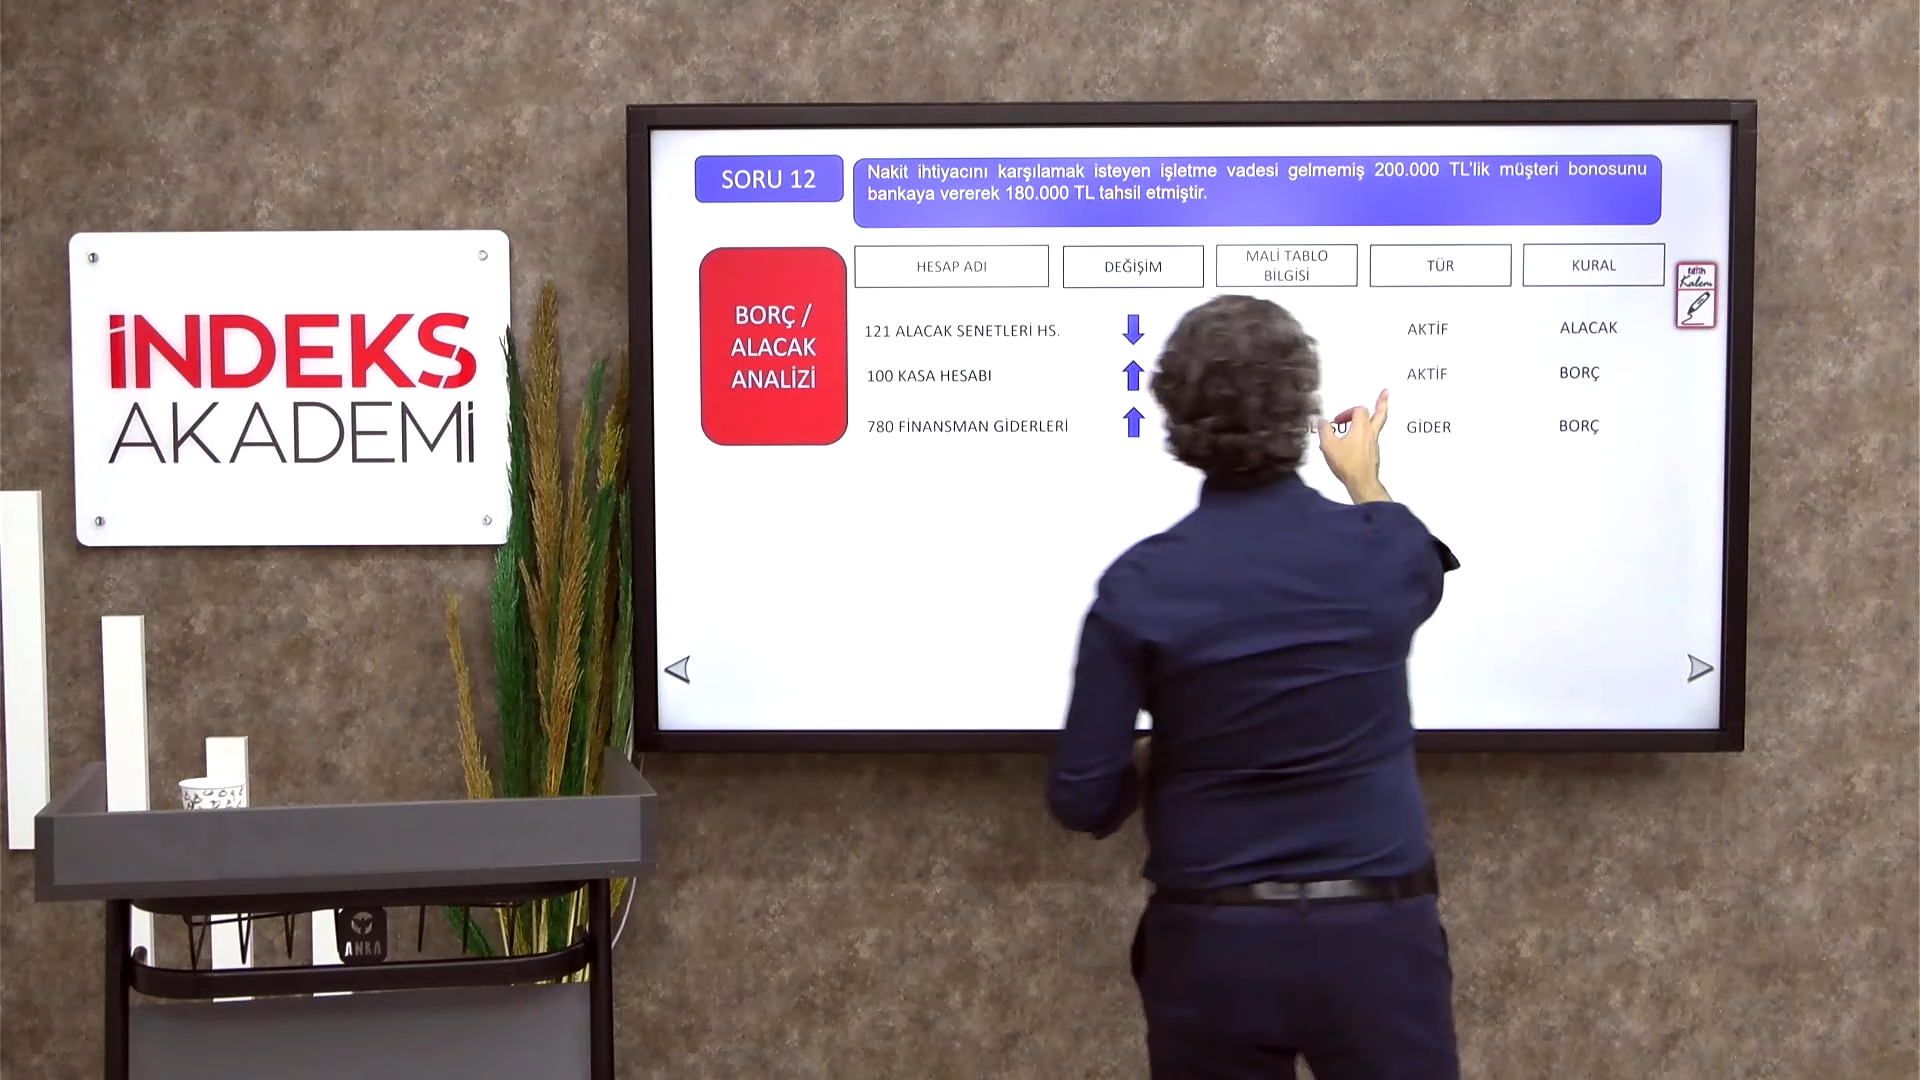 İNDEKS
AKADEMİ
SORU 12
Nakit ihtiyacını karşılamak isteyen işletme vadesi gelmemiş 200.000 TL'lik müşteri bonosunu
bankaya vererek 180.000 TL tahsil etmiştir.
BORÇ /
ALACAK
ANALİZİ
HESAP ADI
DEĞİŞİM
MALİ TABLO
BİLGİSİ
TÜR
KURAL
121 ALACAK SENETLERİ HS.
AKTİF
ALACAK
100 KASA HESABI
AKTİF
BORÇ
780 FİNANSMAN GİDERLERİ
GİDER
BORÇ
Kalem
ANKA